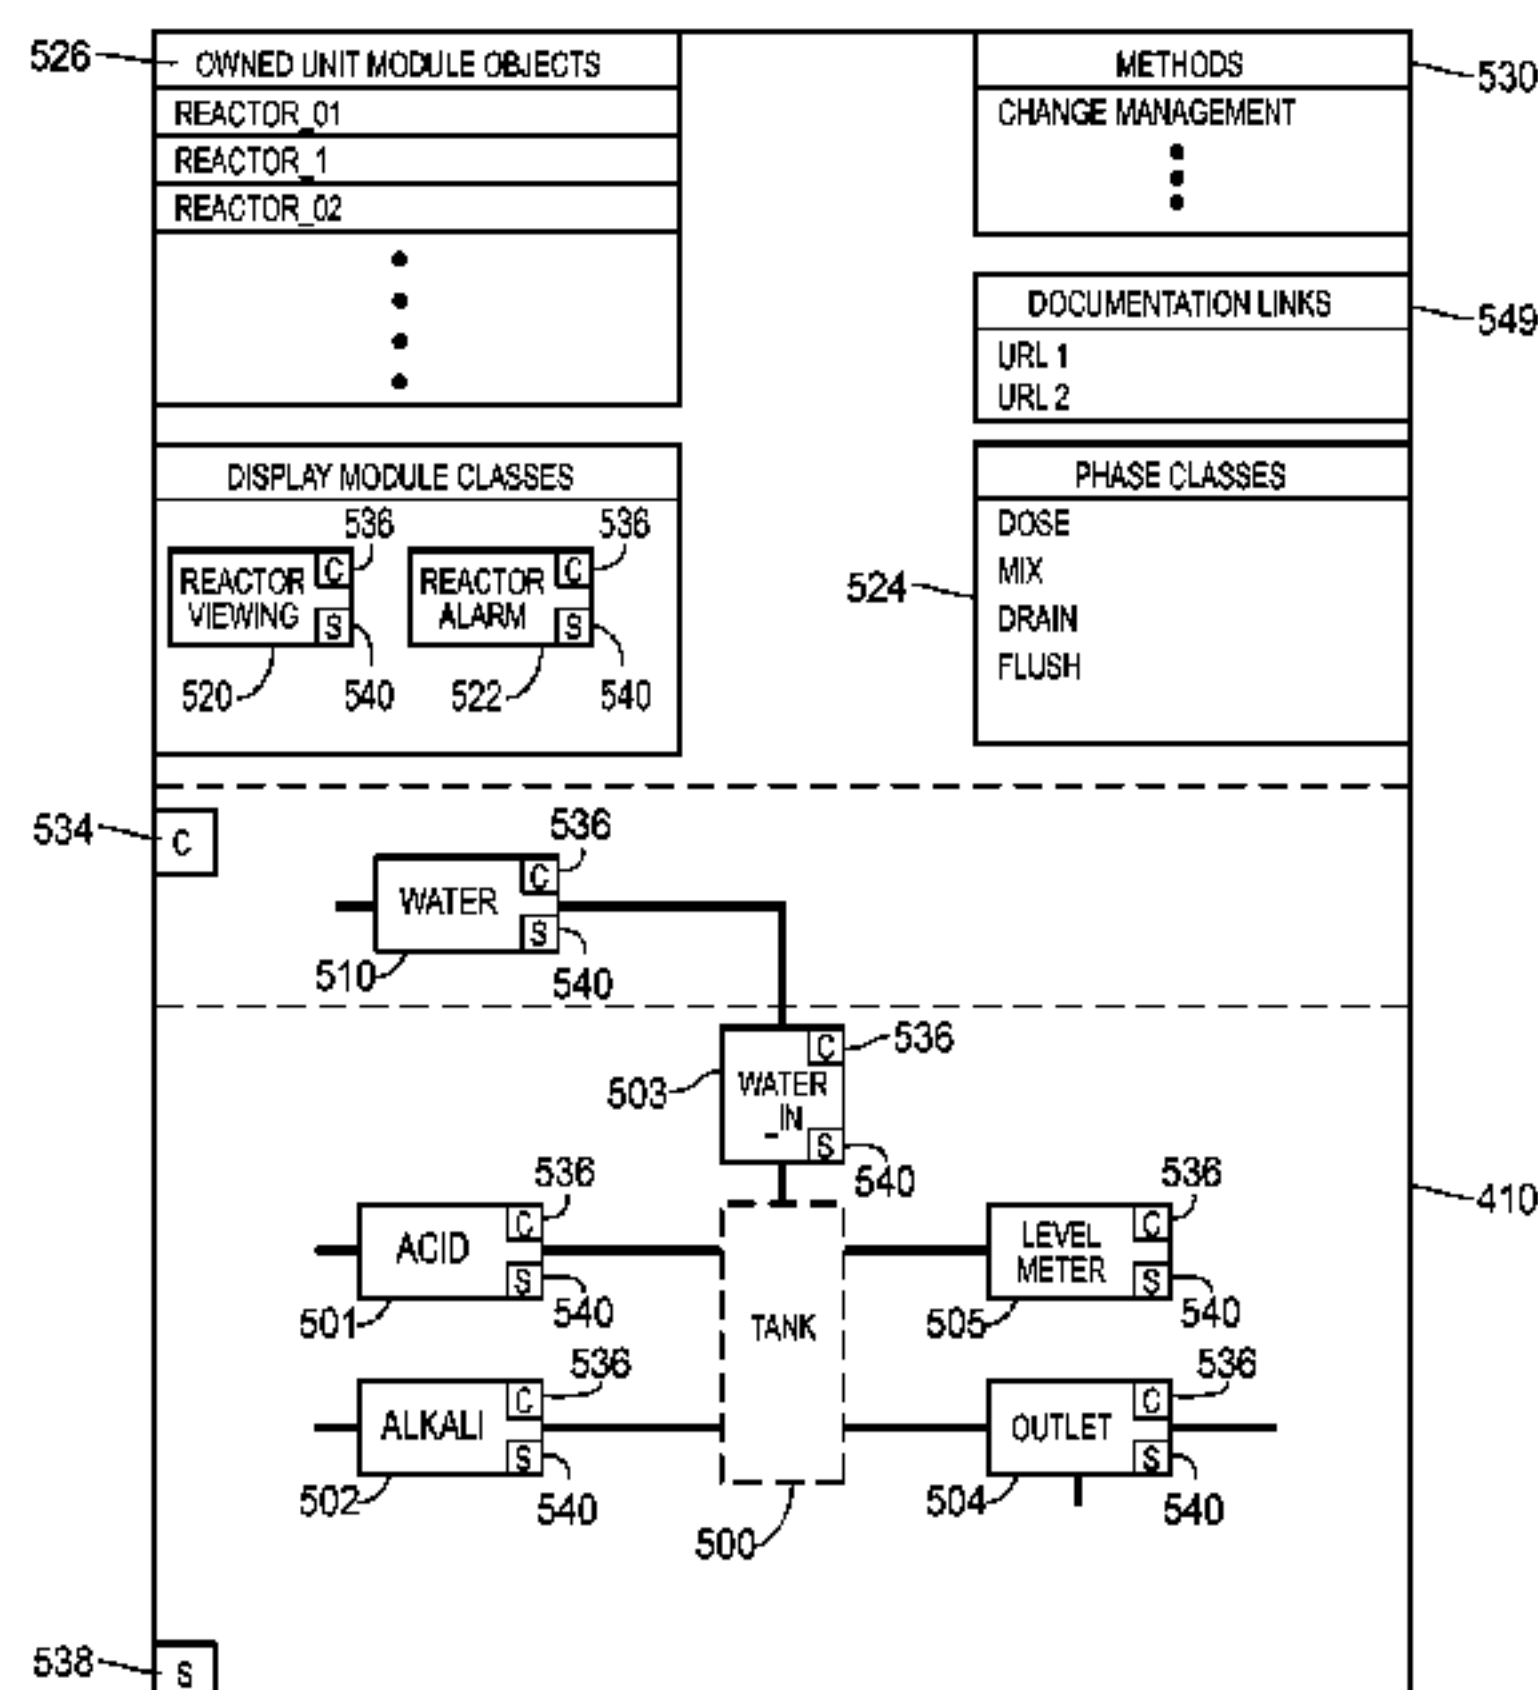 526
OWNED UNIT MODULE OBJECTS
REACTOR_01
REACTOR_1
REACTOR_02
METHODS
530
CHANGE MANAGEMENT
DOCUMENTATION LINKS
549
URL 1
URL 2
DISPLAY MODULE CLASSES
536
536
REACTOR
VIEWING
C
S
REACTOR
ALARM
C
S
520
540
522
540
PHASE CLASSES
DOSE
MIX
DRAIN
FLUSH
524
534
C
536
WATER
C
S
510
540
503
WATER
_IN
C
S
536
540
536
ACID
C
S
501
540
TANK
536
LEVEL
METER
C
S
505
540
410
536
ALKALI
C
S
502
540
500
536
OUTLET
C
S
504
540
538
S